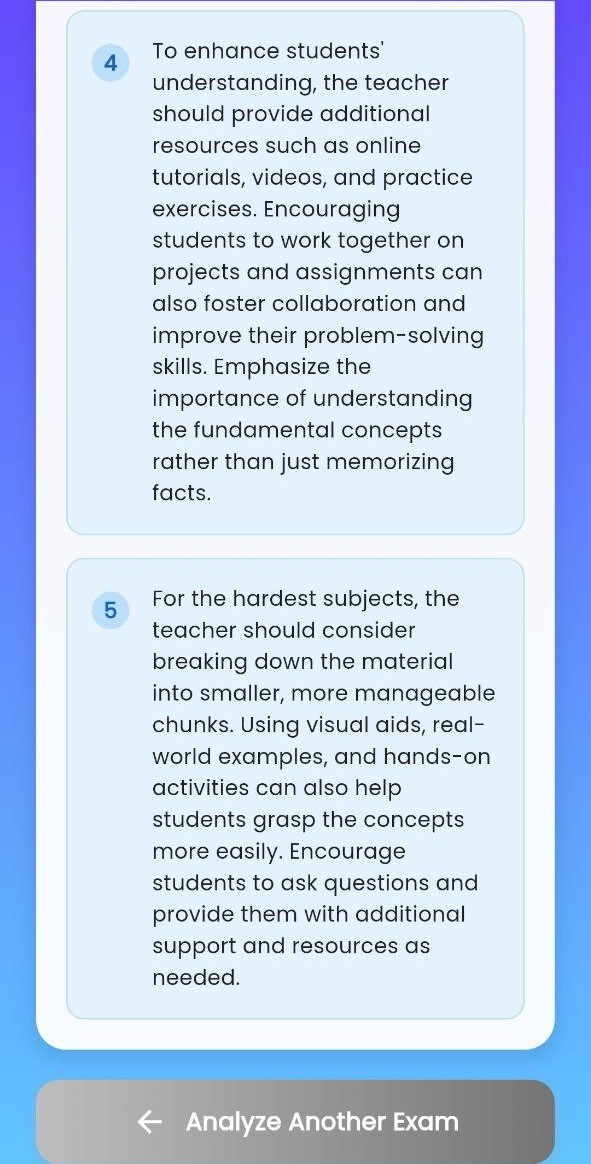 4
To enhance students'
understanding, the teacher
should provide additional
resources such as online
tutorials, videos, and practice
exercises. Encouraging
students to work together on
projects and assignments can
also foster collaboration and
improve their problem-solving
skills. Emphasize the
importance of understanding
the fundamental concepts
rather than just memorizing
facts.
5
For the hardest subjects, the
teacher should consider
breaking down the material
into smaller, more manageable
chunks. Using visual aids, real-
world examples, and hands-on
activities can also help
students grasp the concepts
more easily. Encourage
students to ask questions and
provide them with additional
support and resources as
needed.
← Analyze Another Exam